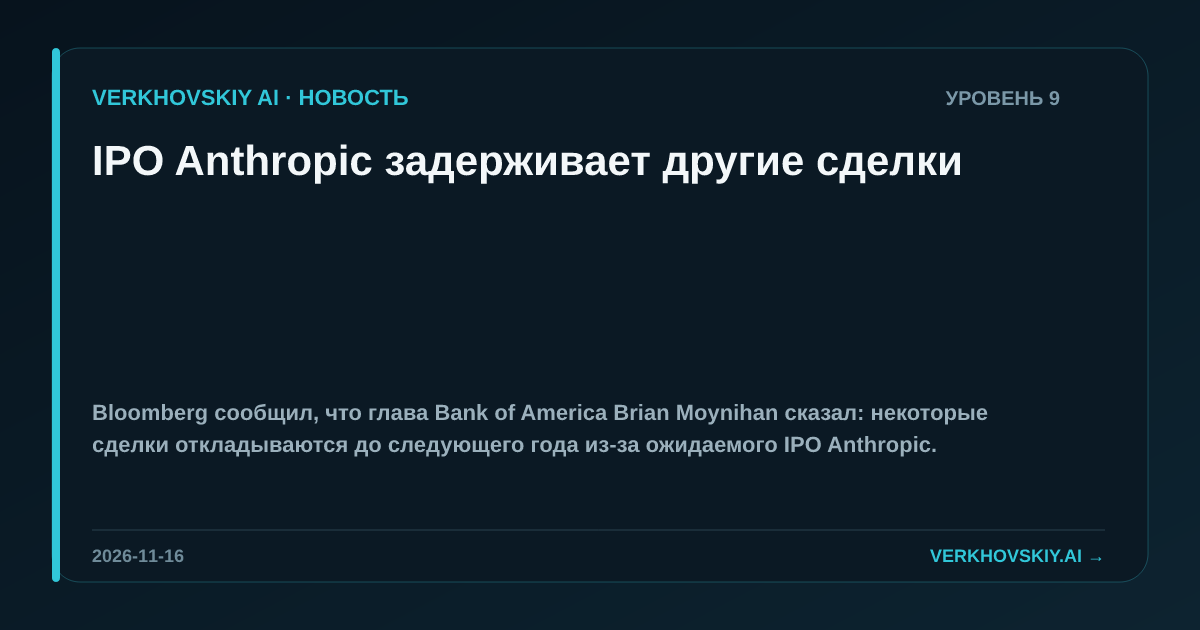 VERKHOVSKIY AI · НОВОСТЬ
УРОВЕНЬ 9
IPO Anthropic задерживает другие сделки
Bloomberg сообщил, что глава Bank of America Brian Moynihan сказал: некоторые
сделки откладываются до следующего года из-за ожидаемого IPO Anthropic.
2026-11-16
VERKHOVSKIY.AI →